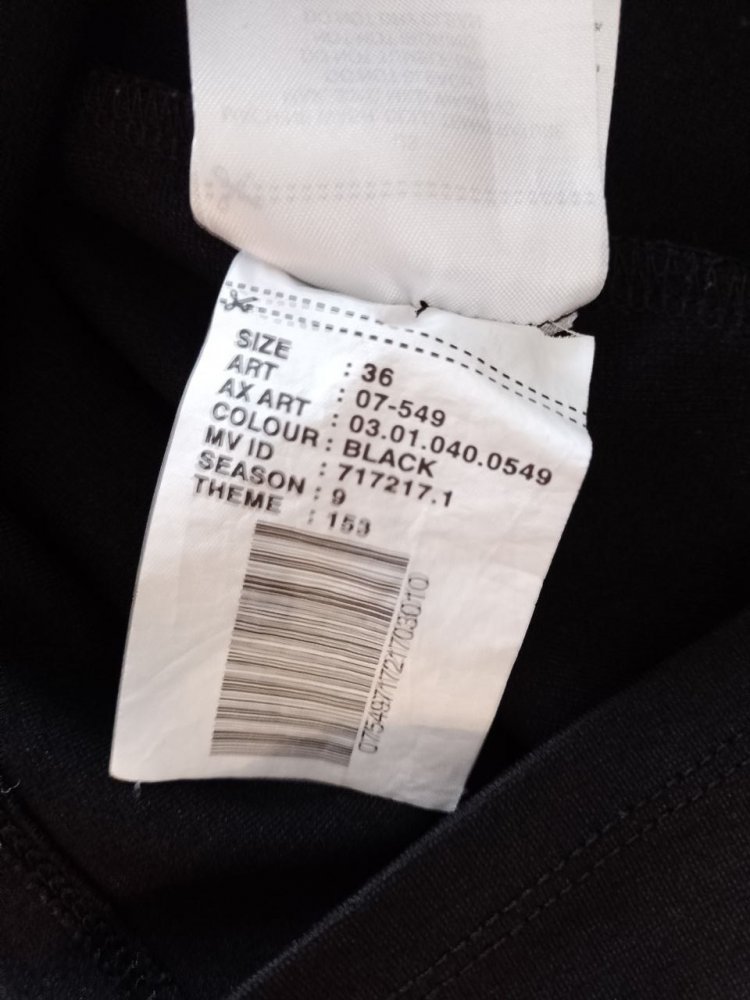 SIZE : 36
ART : 07-549
AX ART : 03.01.040.0549
COLOUR : BLACK
MV ID : 717217.1
SEASON : 9
THEME : 153
0754971721703010